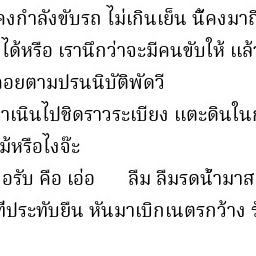 คงกำลังขับรถ ไม่เกินเย็น นี้คงมาถึ
ได้หรือ เรานึกว่าจะมีคนขับให้ แล้
อยตามปรนนิบัติพัดวี
าเนินไปชิดราวระเบียง แตะดินใน
ม้หรือไงจ๊ะ
อรับ คือ เอ่อ ลืม ลืมรดน้ำมาส
ที่ประทับยืน หันมาเบิกเนตรกว้าง รั